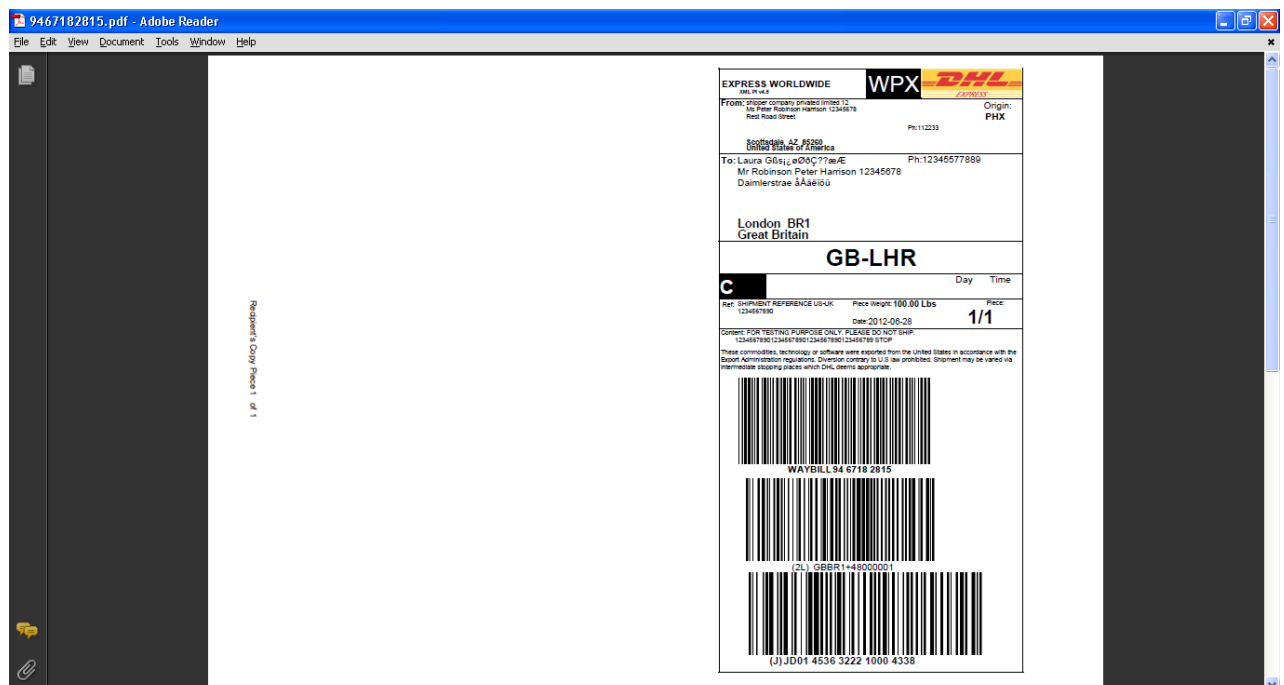 9467182815.pdf - Adobe Reader
File Edit View Document Tools Window Help
EXPRESS WORLDWIDE
XML PI v4.5
WPX
DHL
EXPRESS
From: shipper company privated limited 12
Ms Peter Robinson Harrison 12345678
Rest Road Street
Ph:112233
Scottsdale, AZ 85260
United States of America
Origin:
PHX
To: Laura Gßs¡¿øØðÇ??æÆ Ph:12345577889
Mr Robinson Peter Harrison 12345678
Daimlerstrae åÅäëïöü
London BR1
Great Britain
GB-LHR
C
Day Time
Ref: SHIPMENT REFERENCE US-UK
1234567890
Piece Weight: 100.00 Lbs
Date: 2012-06-28
Piece:
1/1
Content: FOR TESTING PURPOSE ONLY. PLEASE DO NOT SHIP.
1234567890123456789012345678901234567890123456789 STOP
These commodities, technology or software were exported from the United States in accordance with the
Export Administration regulations. Diversion contrary to U.S law prohibited. Shipment may be varied via
intermediate stopping places which DHL deems appropriate.
WAYBILL 94 6718 2815
(2L) GBBR1+48000001
(J) JD01 4536 3222 1000 4338
Recipient's Copy Piece 1 of 1